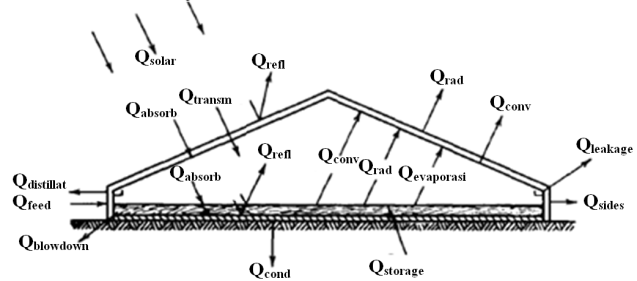 Qsolar
Qrefl
Qrad
Qtransm
Qconv
Qabsorb
Qleakage
Qrefl
Qconv
Qrad
Qabsorb
Qevaporasi
Qdistillat
Qfeed
Qsides
Qblowdown
Qcond
Qstorage